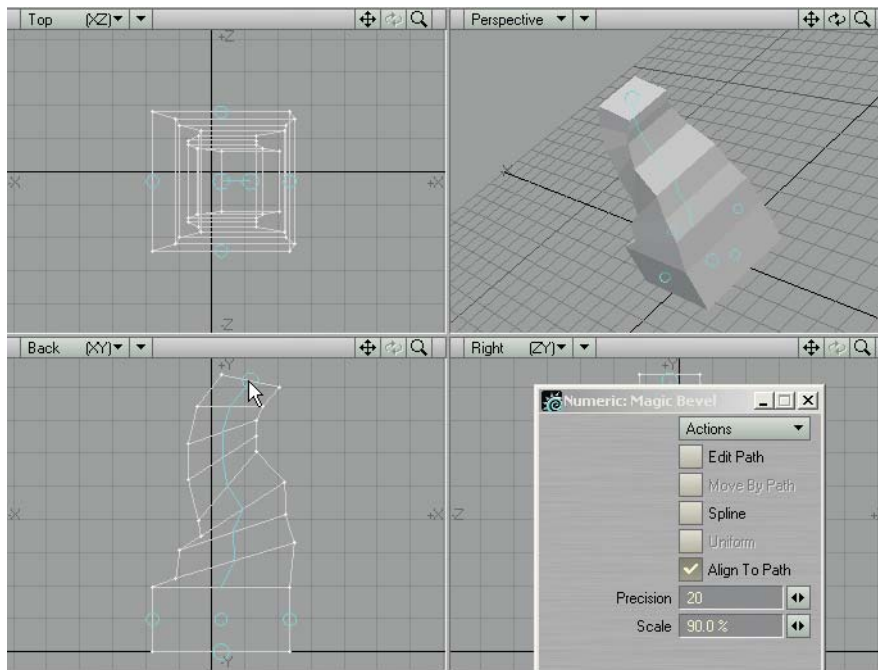 Top (XZ)
Perspective
+Z
-X +X
-Z
X
Back (XY)
Right (ZY)
+Y
+Y
-X +X
-Z
-Y
Numeric: Magic Bevel
Actions
Edit Path
Move By Path
Spline
Uniform
Align To Path
Precision 20
Scale 90.0 %